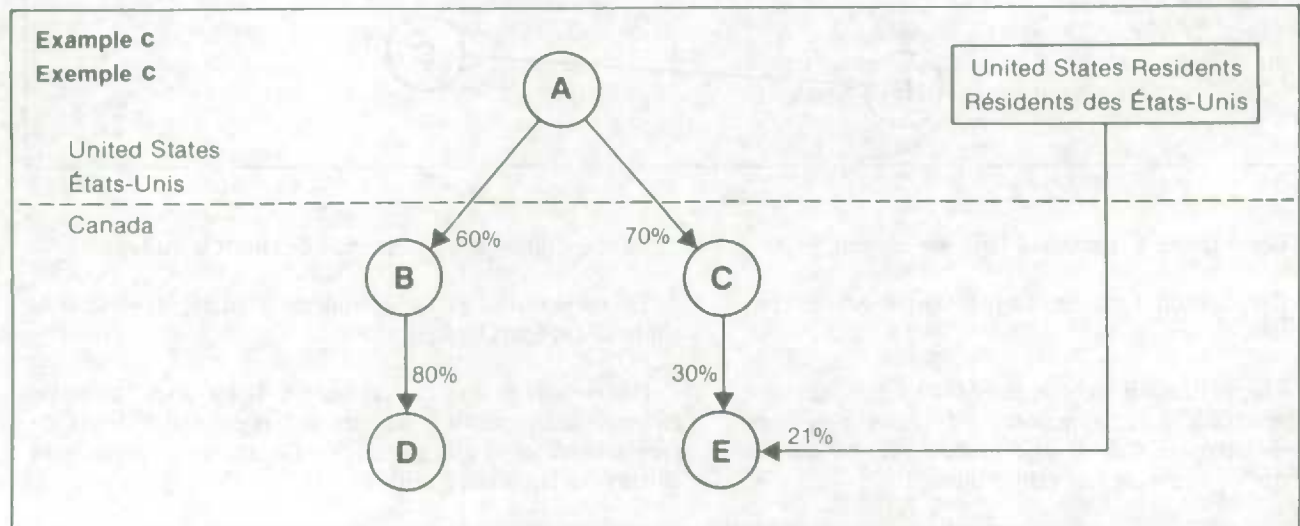 Example C
Exemple C
A
United States Residents
Résidents des États-Unis
United States
États-Unis
Canada
60%
70%
B
C
80%
30%
D
E
21%